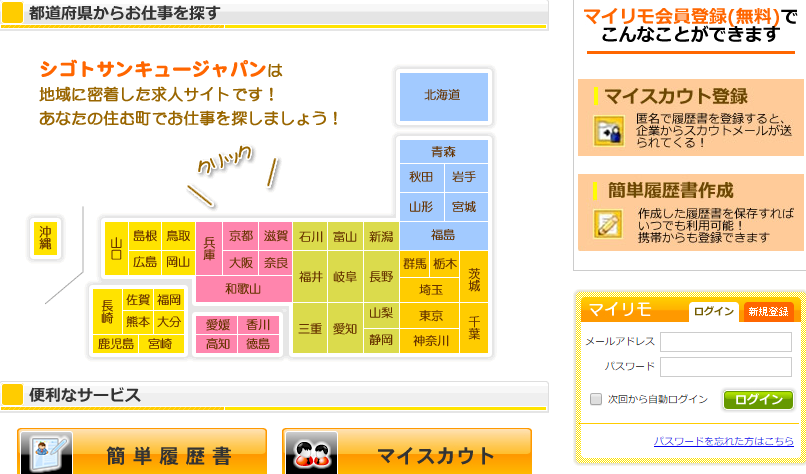 都道府県からお仕事を探す
シゴトサンキュージャパンは
地域に密着した求人サイトです！
あなたの住む町でお仕事を探しましょう！
クリック
北海道
青森
秋田 岩手
山形 宮城
福島
沖縄
山口 島根 鳥取 兵庫 京都 滋賀 石川 富山 新潟
広島 岡山 大阪 奈良 福井 岐阜 長野 群馬 栃木 茨城
和歌山 埼玉
長崎 佐賀 福岡
熊本 大分
鹿児島 宮崎
愛媛 香川
高知 徳島
三重 愛知 山梨 東京 千葉
静岡 神奈川
便利なサービス
簡単履歴書
マイスカウト
マイリモ会員登録(無料)で
こんなことができます
マイスカウト登録
匿名で履歴書を登録すると、
企業からスカウトメールが送
られてくる！
簡単履歴書作成
作成した履歴書を保存すれば
いつでも利用可能！
携帯からも登録できます
マイリモ ログイン 新規登録
メールアドレス
パスワード
次回から自動ログイン ログイン
パスワードを忘れた方はこちら